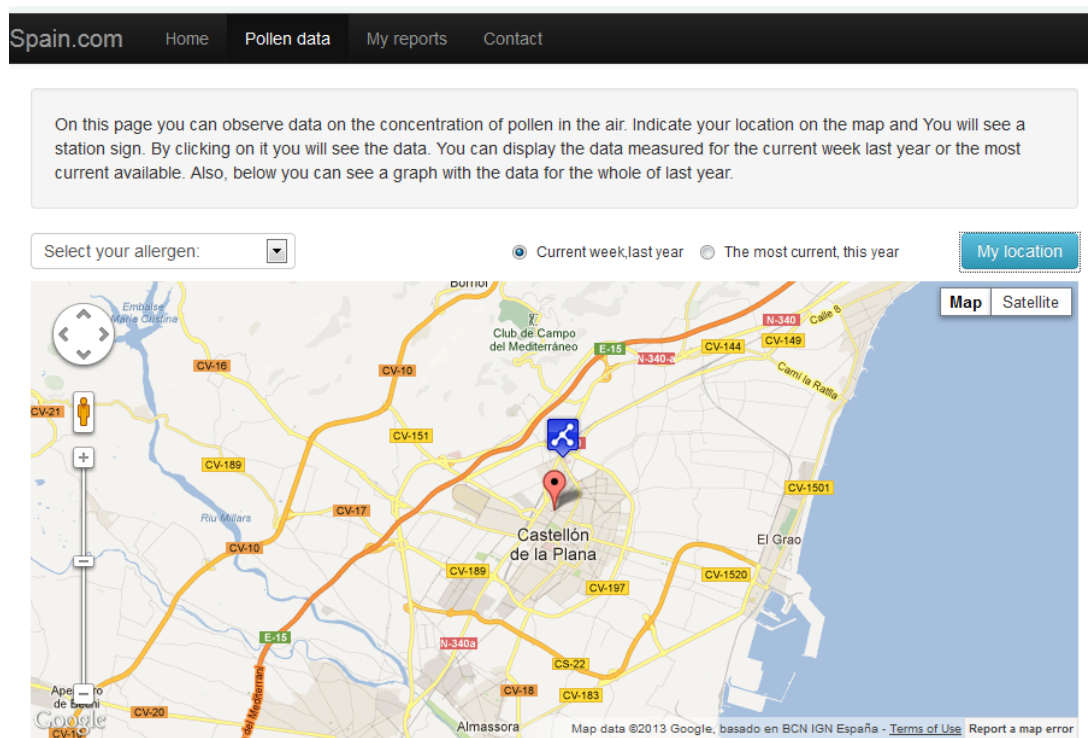 Spain.com Home Pollen data My reports Contact
On this page you can observe data on the concentration of pollen in the air. Indicate your location on the map and You will see a
station sign. By clicking on it you will see the data. You can display the data measured for the current week last year or the most
current available. Also, below you can see a graph with the data for the whole of last year.
Select your allergen:
Current week,last year
The most current, this year
My location
Map Satellite
Embalse
Maria Cristina
Club de Campo
del Mediterráneo
E-15
N-340
Calle 8
CV-149
CV-144
N-340-a
Camí la Ratlla
CV-16
CV-10
CV-21
CV-151
CV-189
CV-1501
Riu Millars
CV-17
CV-10
Castellón
de la Plana
El Grao
CV-189
CV-197
CV-1520
E-15
N-340a
CS-22
CV-18
CV-183
CV-20
Almassora
Google
Map data ©2013 Google, basado en BCN IGN España - Terms of Use Report a map error